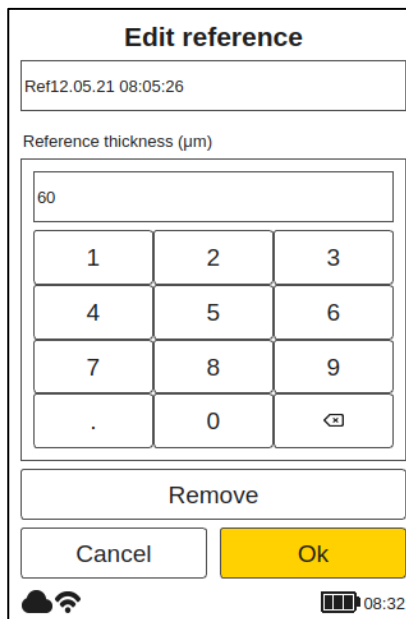 Edit reference
Ref12.05.21 08:05:26
Reference thickness (µm)
60
1 2 3
4 5 6
7 8 9
. 0
Remove
Cancel Ok
08:32